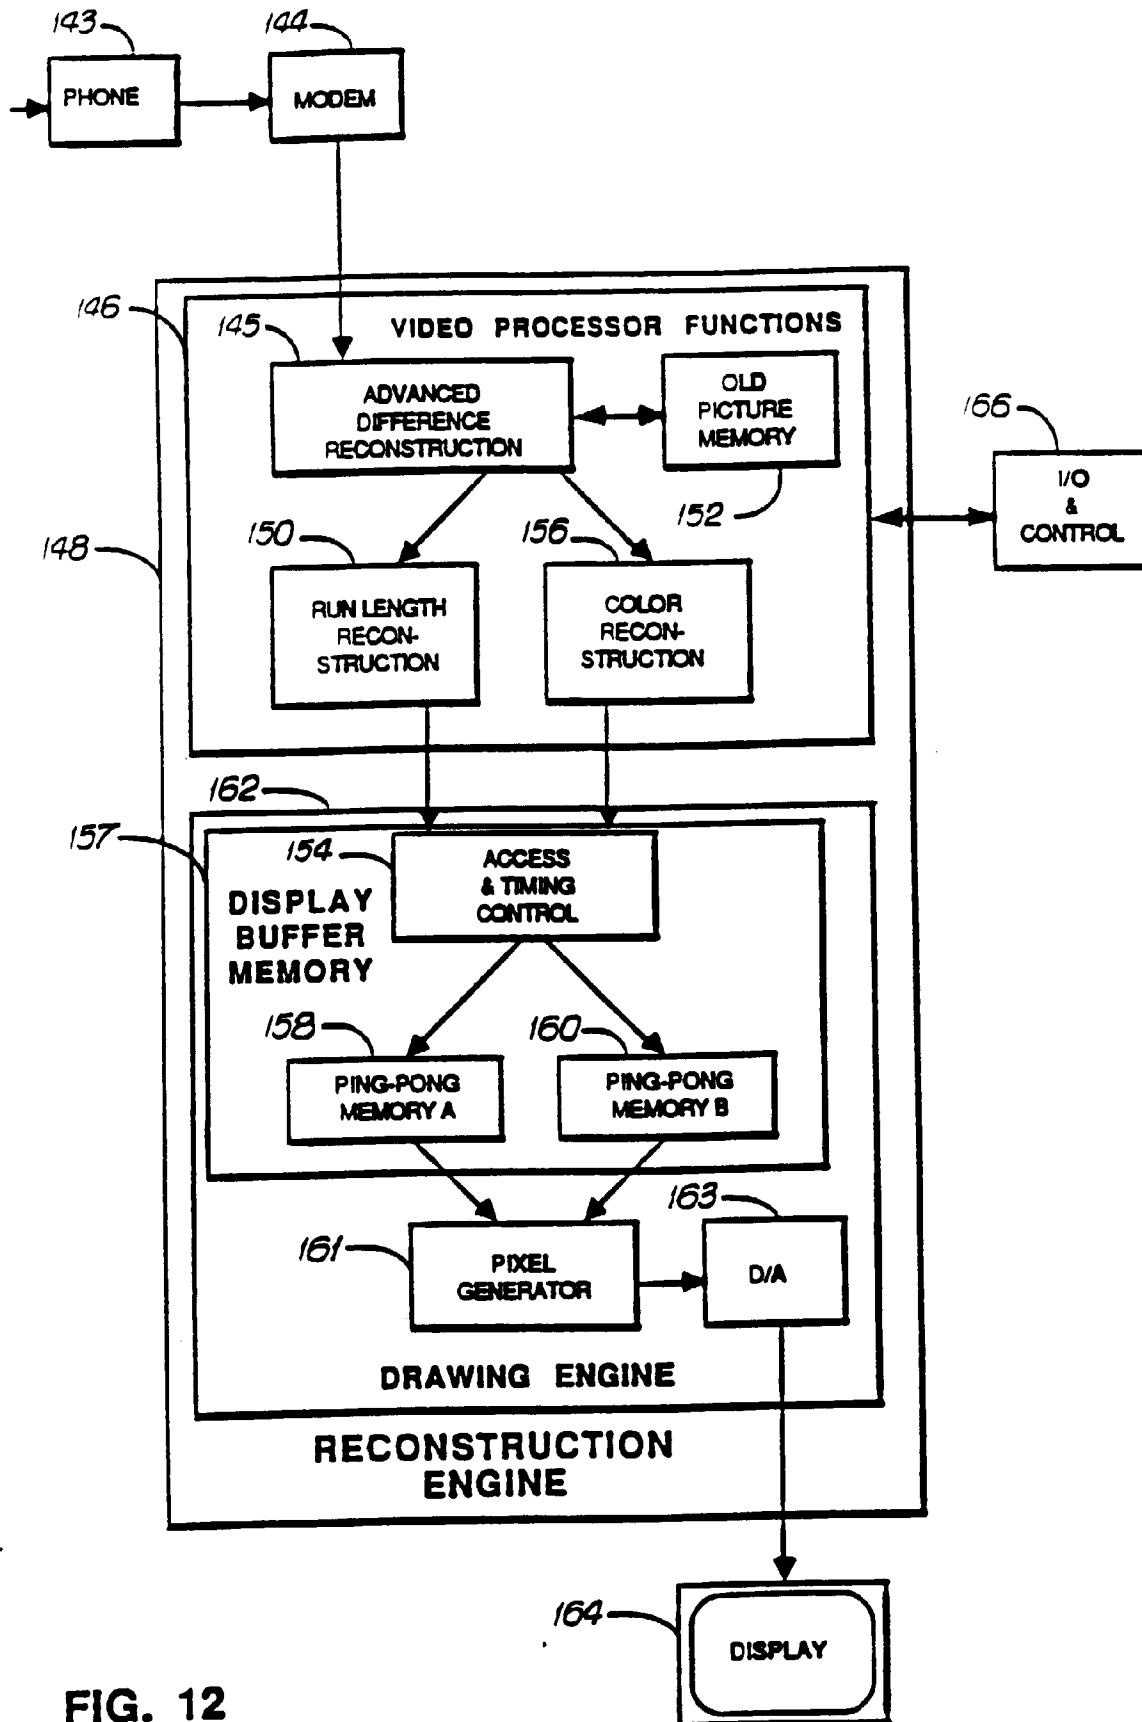 143
144
PHONE
MODEM
146
145
VIDEO PROCESSOR FUNCTIONS
ADVANCED
DIFFERENCE
RECONSTRUCTION
OLD
PICTURE
MEMORY
152
166
I/O
&
CONTROL
148
150
156
RUN LENGTH
RECON-
STRUCTION
COLOR
RECON-
STRUCTION
162
157
154
ACCESS
& TIMING
CONTROL
DISPLAY
BUFFER
MEMORY
158
160
PING-PONG
MEMORY A
PING-PONG
MEMORY B
163
161
PIXEL
GENERATOR
D/A
DRAWING ENGINE
RECONSTRUCTION
ENGINE
164
DISPLAY
FIG. 12